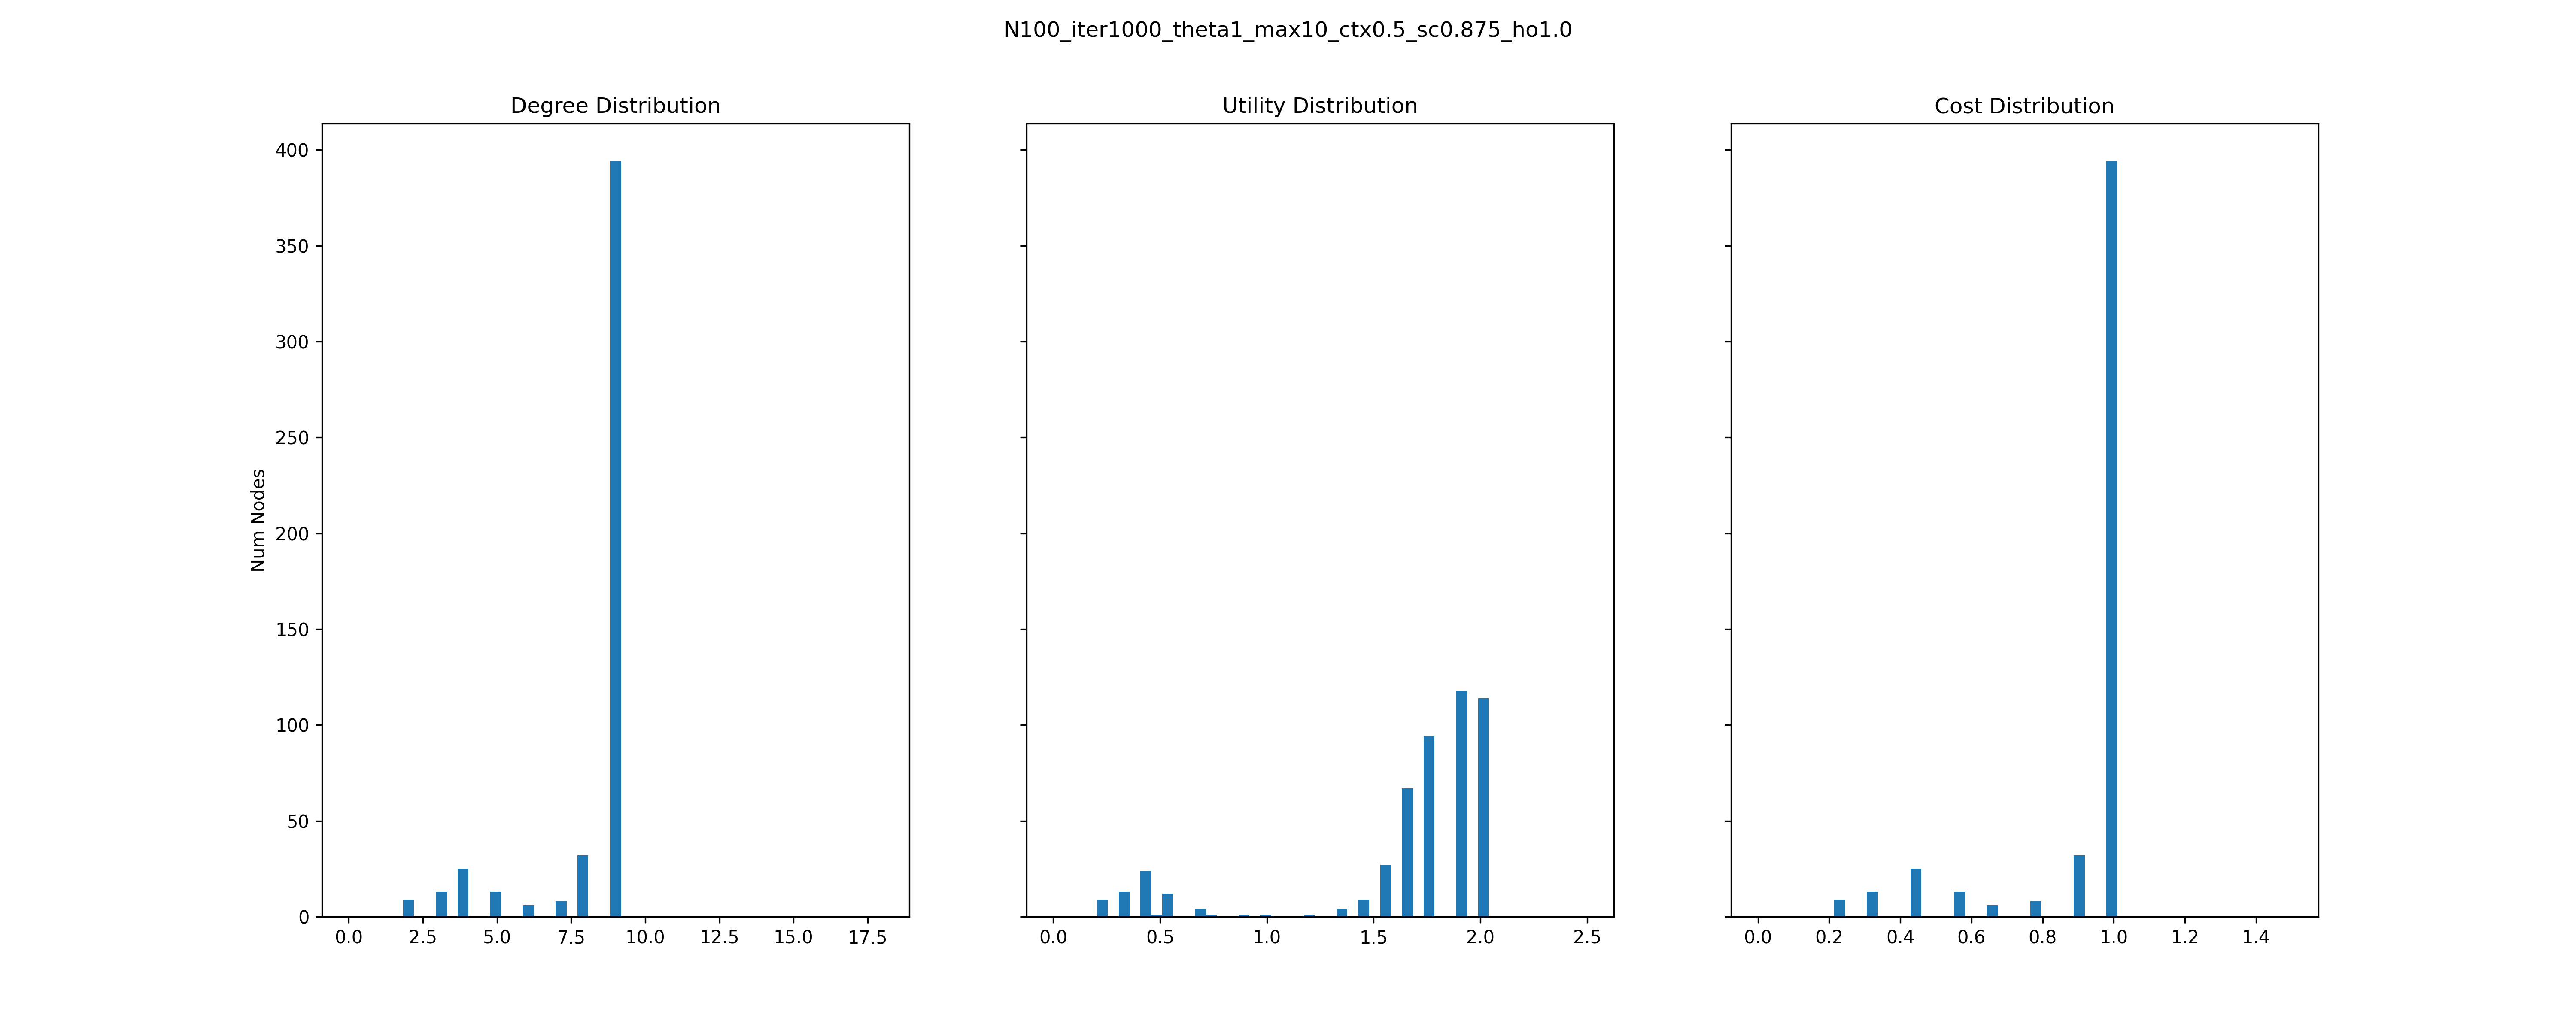 N100_iter1000_theta1_max10_ctx0.5_sc0.875_ho1.0
Degree Distribution
Utility Distribution
Cost Distribution
Num Nodes
400
350
300
250
200
150
100
50
0
0.0 2.5 5.0 7.5 10.0 12.5 15.0 17.5
0.0 0.5 1.0 1.5 2.0 2.5
0.0 0.2 0.4 0.6 0.8 1.0 1.2 1.4